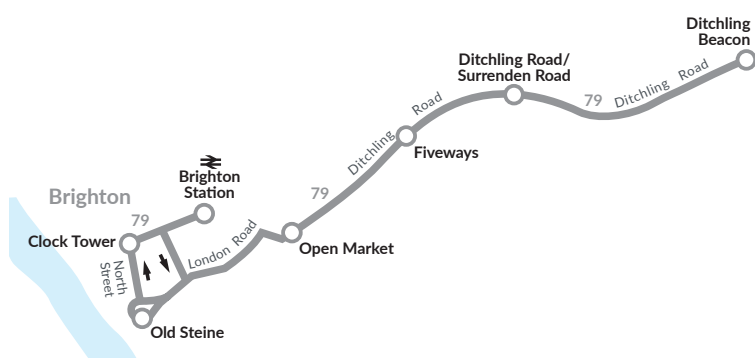 Ditchling
Beacon
Ditchling Road/
Surrenden Road
79
Ditchling Road
Road
Ditchling
Fiveways
79
Brighton
Station
Brighton
79
Clock Tower
London Road
Open Market
North
Street
Old Steine